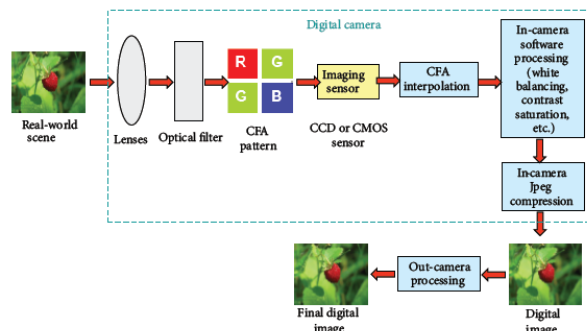 Digital camera
Real-world
scene
Lenses
Optical filter
R G
G B
CFA
pattern
Imaging
sensor
CCD or CMOS
sensor
CFA
interpolation
In-camera
software
processing
(white
balancing,
contrast
saturation,
etc.)
In-camera
Jpeg
compression
Digital
image
Out-camera
processing
Final digital
image